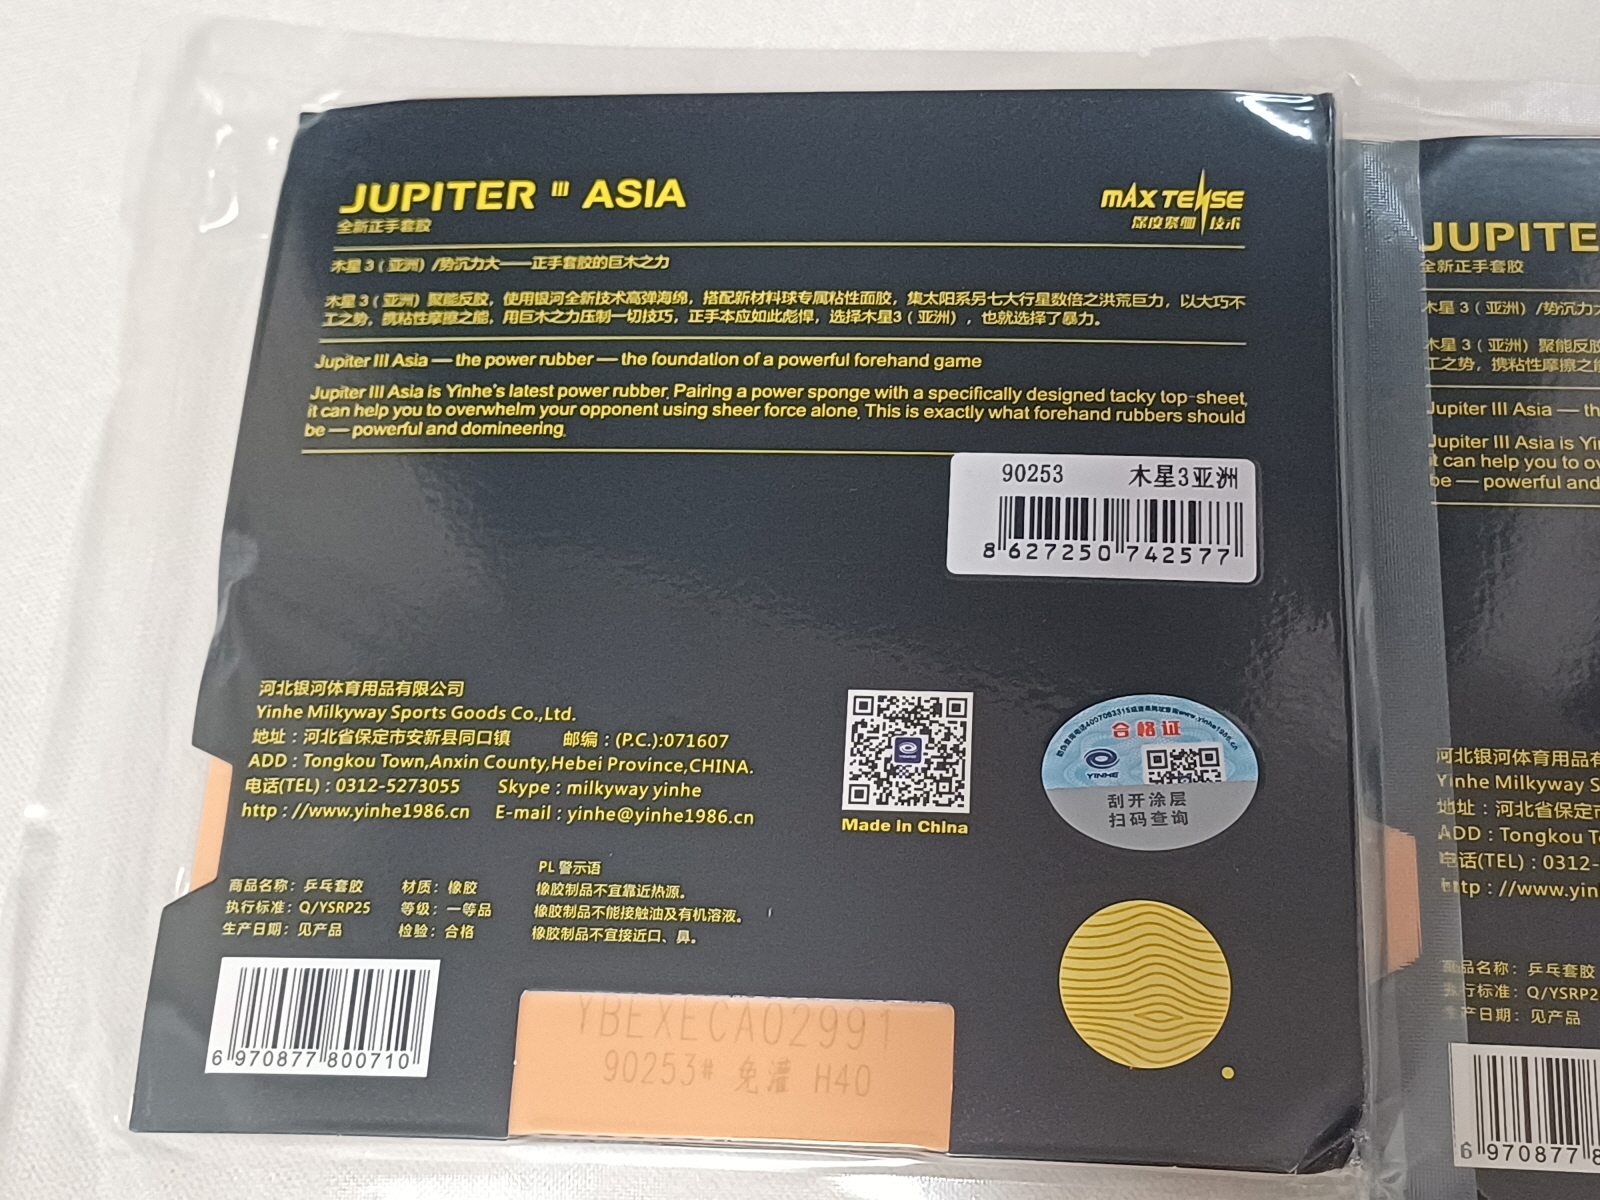 JUPITER III ASIA
全新正手套胶
MAX TENSE
深度紧绷 技术
木星 3（亚洲）/势沉力大——正手套胶的巨木之力
木星 3（亚洲）聚能反胶，使用银河全新技术高弹海绵，搭配新材料球专属粘性面胶，集太阳系另七大行星数倍之洪荒巨力，以大巧不
工之势，携粘性摩擦之能，用巨木之力压制一切技巧，正手本应如此彪悍，选择木星3（亚洲），也就选择了暴力。
Jupiter III Asia — the power rubber — the foundation of a powerful forehand game
Jupiter III Asia is Yinhe's latest power rubber. Pairing a power sponge with a specifically designed tacky top-sheet,
it can help you to overwhelm your opponent using sheer force alone. This is exactly what forehand rubbers should
be — powerful and domineering.
90253 木星3亚洲
8 627250 742577
河北银河体育用品有限公司
Yinhe Milkyway Sports Goods Co.,Ltd.
地址：河北省保定市安新县同口镇 邮编：(P.C.):071607
ADD：Tongkou Town,Anxin County,Hebei Province,CHINA.
电话(TEL)：0312-5273055 Skype：milkyway yinhe
http：//www.yinhe1986.cn E-mail：yinhe@yinhe1986.cn
Made In China
合格证
YINHE
刮开涂层
扫码查询
PL 警示语
橡胶制品不宜靠近热源。
橡胶制品不能接触油及有机溶液。
橡胶制品不宜接近口、鼻。
商品名称：乒乓套胶 材质：橡胶
执行标准：Q/YSRP25 等级：一等品
生产日期：见产品 检验：合格
6 970877 800710
YBEXECA02991
90253# 免灌 H40
JUPITE
全新正手套胶
木星 3（亚洲）/势沉力
木星 3（亚洲）聚能反胶
工之势，携粘性摩擦之能
Jupiter III Asia — th
Jupiter III Asia is Yin
it can help you to ov
be — powerful and
河北银河体育用品有
Yinhe Milkyway S
地址：河北省保定市
ADD：Tongkou To
电话(TEL)：0312-
http：//www.yin
商品名称：乒乓套胶
执行标准：Q/YSRP2
生产日期：见产品
6 970877 8